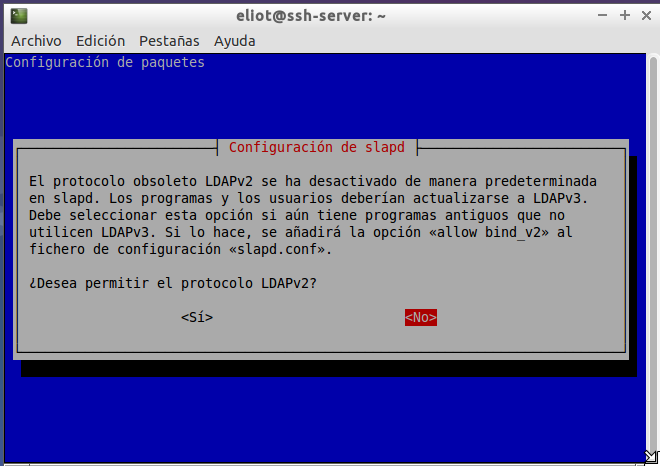 eliot@ssh-server: ~
Archivo Edición Pestañas Ayuda
Configuración de paquetes
Configuración de slapd
El protocolo obsoleto LDAPv2 se ha desactivado de manera predeterminada
en slapd. Los programas y los usuarios deberían actualizarse a LDAPv3.
Debe seleccionar esta opción si aún tiene programas antiguos que no
utilicen LDAPv3. Si lo hace, se añadirá la opción «allow bind_v2» al
fichero de configuración «slapd.conf».
¿Desea permitir el protocolo LDAPv2?
<Sí> <No>